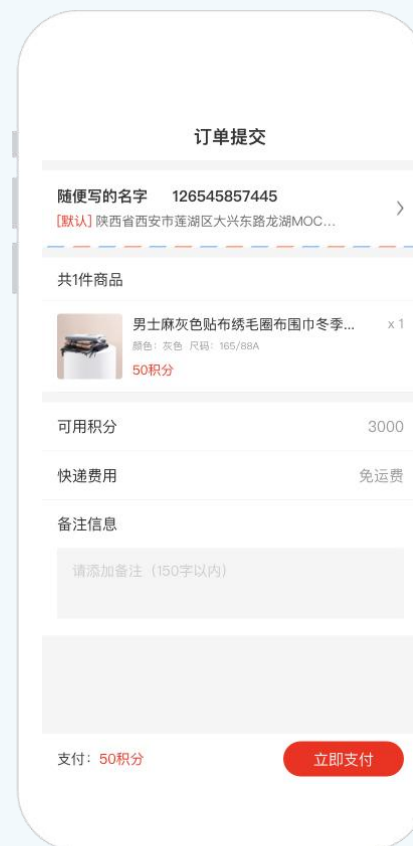 订单提交
随便写的名字 126545857445
[默认] 陕西省西安市莲湖区大兴东路龙湖MOC...
共1件商品
男士麻灰色贴布绣毛圈布围巾冬季... x 1
颜色：灰色 尺码：165/88A
50积分
可用积分 3000
快递费用 免运费
备注信息
请添加备注（150字以内）
支付：50积分 立即支付